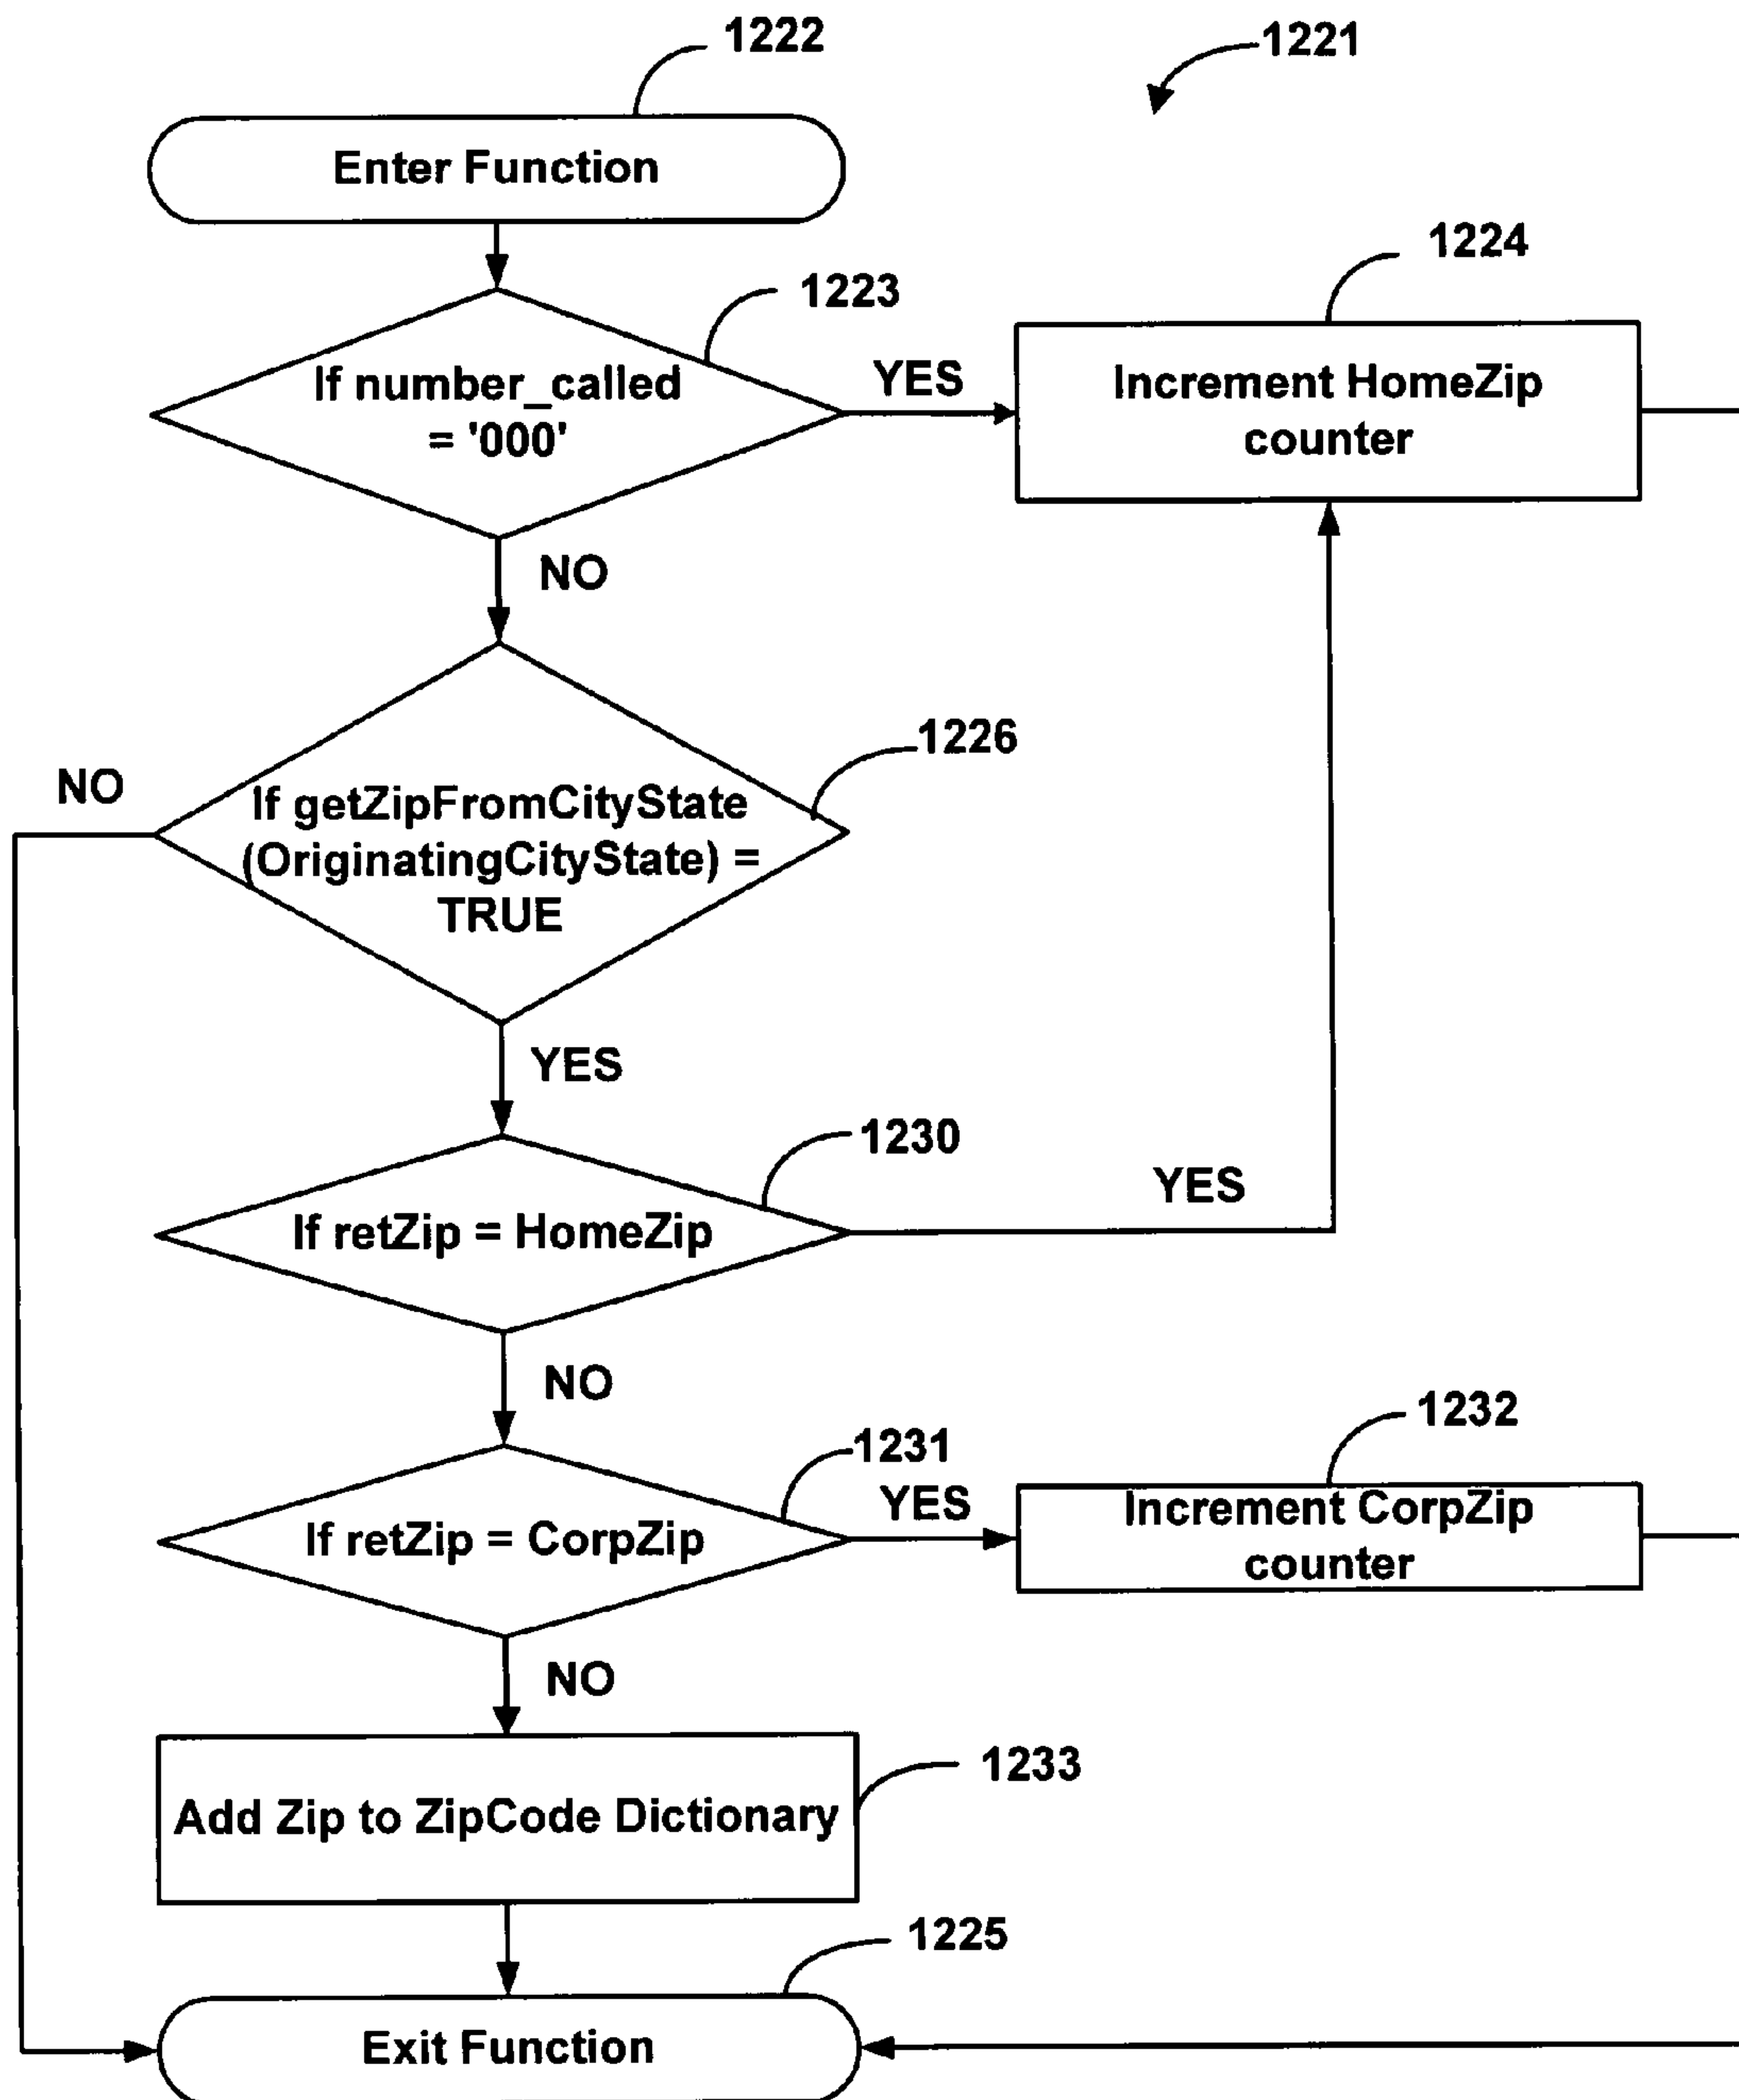 1222
1221
Enter Function
1224
1223
If number_called
= '000'
YES
Increment HomeZip
counter
NO
1226
NO
If getZipFromCityState
(OriginatingCityState) =
TRUE
YES
1230
YES
If retZip = HomeZip
NO
1232
1231
YES
Increment CorpZip
counter
If retZip = CorpZip
NO
1233
Add Zip to ZipCode Dictionary
1225
Exit Function